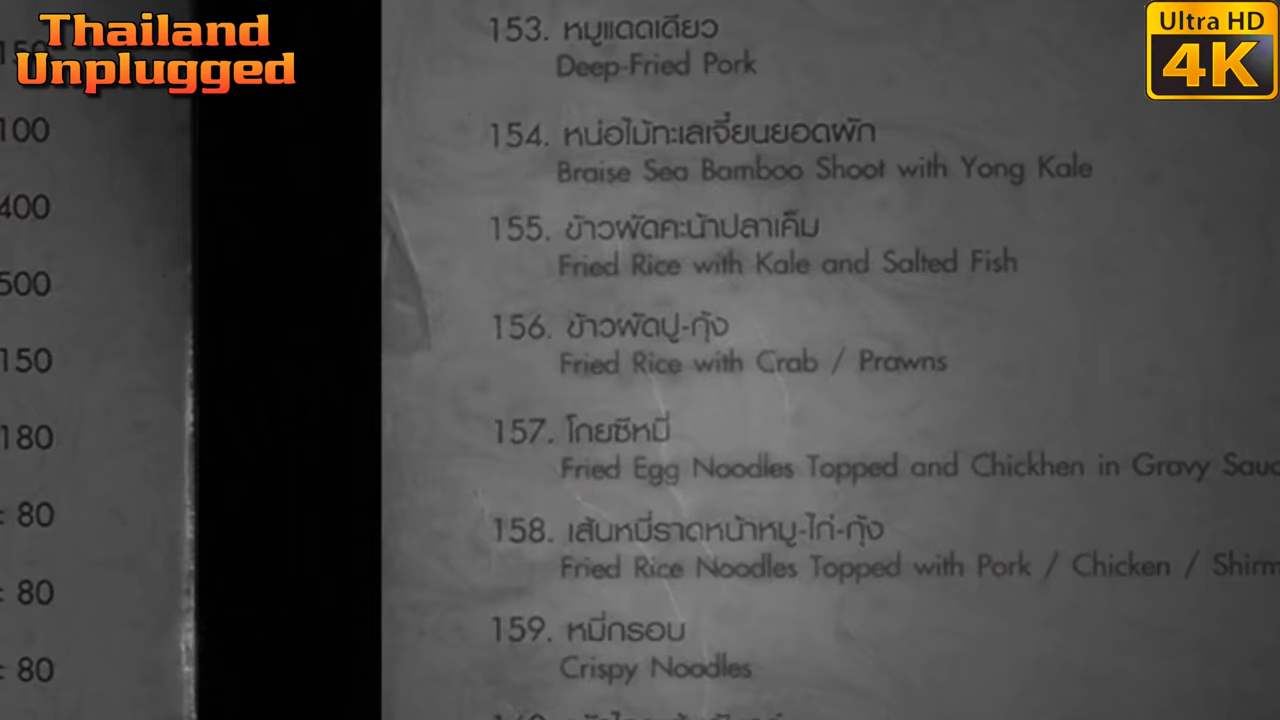 Thailand
Unplugged
Ultra HD
4K
100
400
500
150
180
: 80
: 80
: 80
153. หมูแดดเดียว
Deep-Fried Pork
154. หน่อไม้ทะเลเจี๋ยนยอดผัก
Braise Sea Bamboo Shoot with Yong Kale
155. ข้าวผัดคะน้าปลาเค็ม
Fried Rice with Kale and Salted Fish
156. ข้าวผัดปู-กุ้ง
Fried Rice with Crab / Prawns
157. โกยซีหมี่
Fried Egg Noodles Topped and Chickhen in Gravy
158. เส้นหมี่ราดหน้าหมู-ไก่-กุ้ง
Fried Rice Noodles Topped with Pork / Chicken /
159. หมี่กรอบ
Crispy Noodles